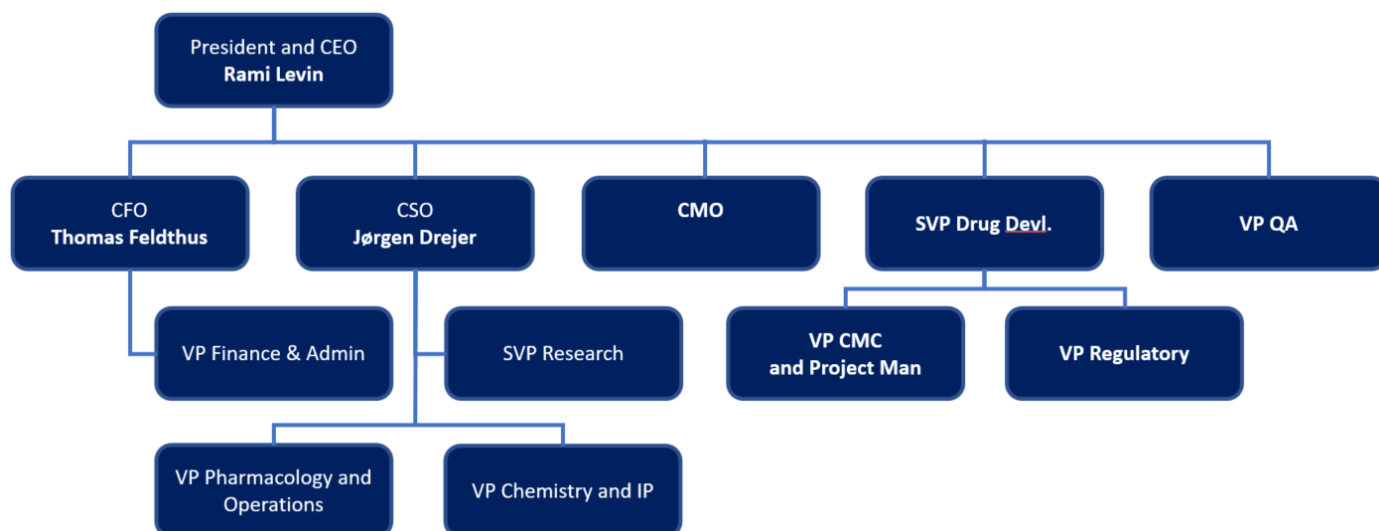 President and CEO
Rami Levin
CFO
Thomas Feldthus
CSO
Jørgen Drejer
CMO
SVP Drug Devl.
VP QA
VP Finance & Admin
SVP Research
VP CMC
and Project Man
VP Regulatory
VP Pharmacology and
Operations
VP Chemistry and IP